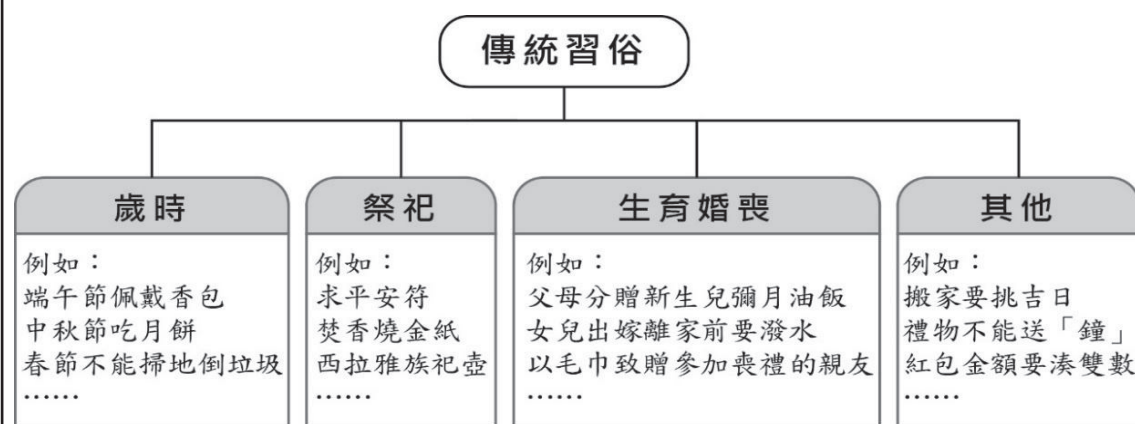 傳統習俗
歲時
例如：
端午節佩戴香包
中秋節吃月餅
春節不能掃地倒垃圾
……
祭祀
例如：
求平安符
焚香燒金紙
西拉雅族祀壺
……
生育婚喪
例如：
父母分贈新生兒彌月油飯
女兒出嫁離家前要潑水
以毛巾致贈參加喪禮的親友
……
其他
例如：
搬家要挑吉日
禮物不能送「鐘」
紅包金額要湊雙數
……